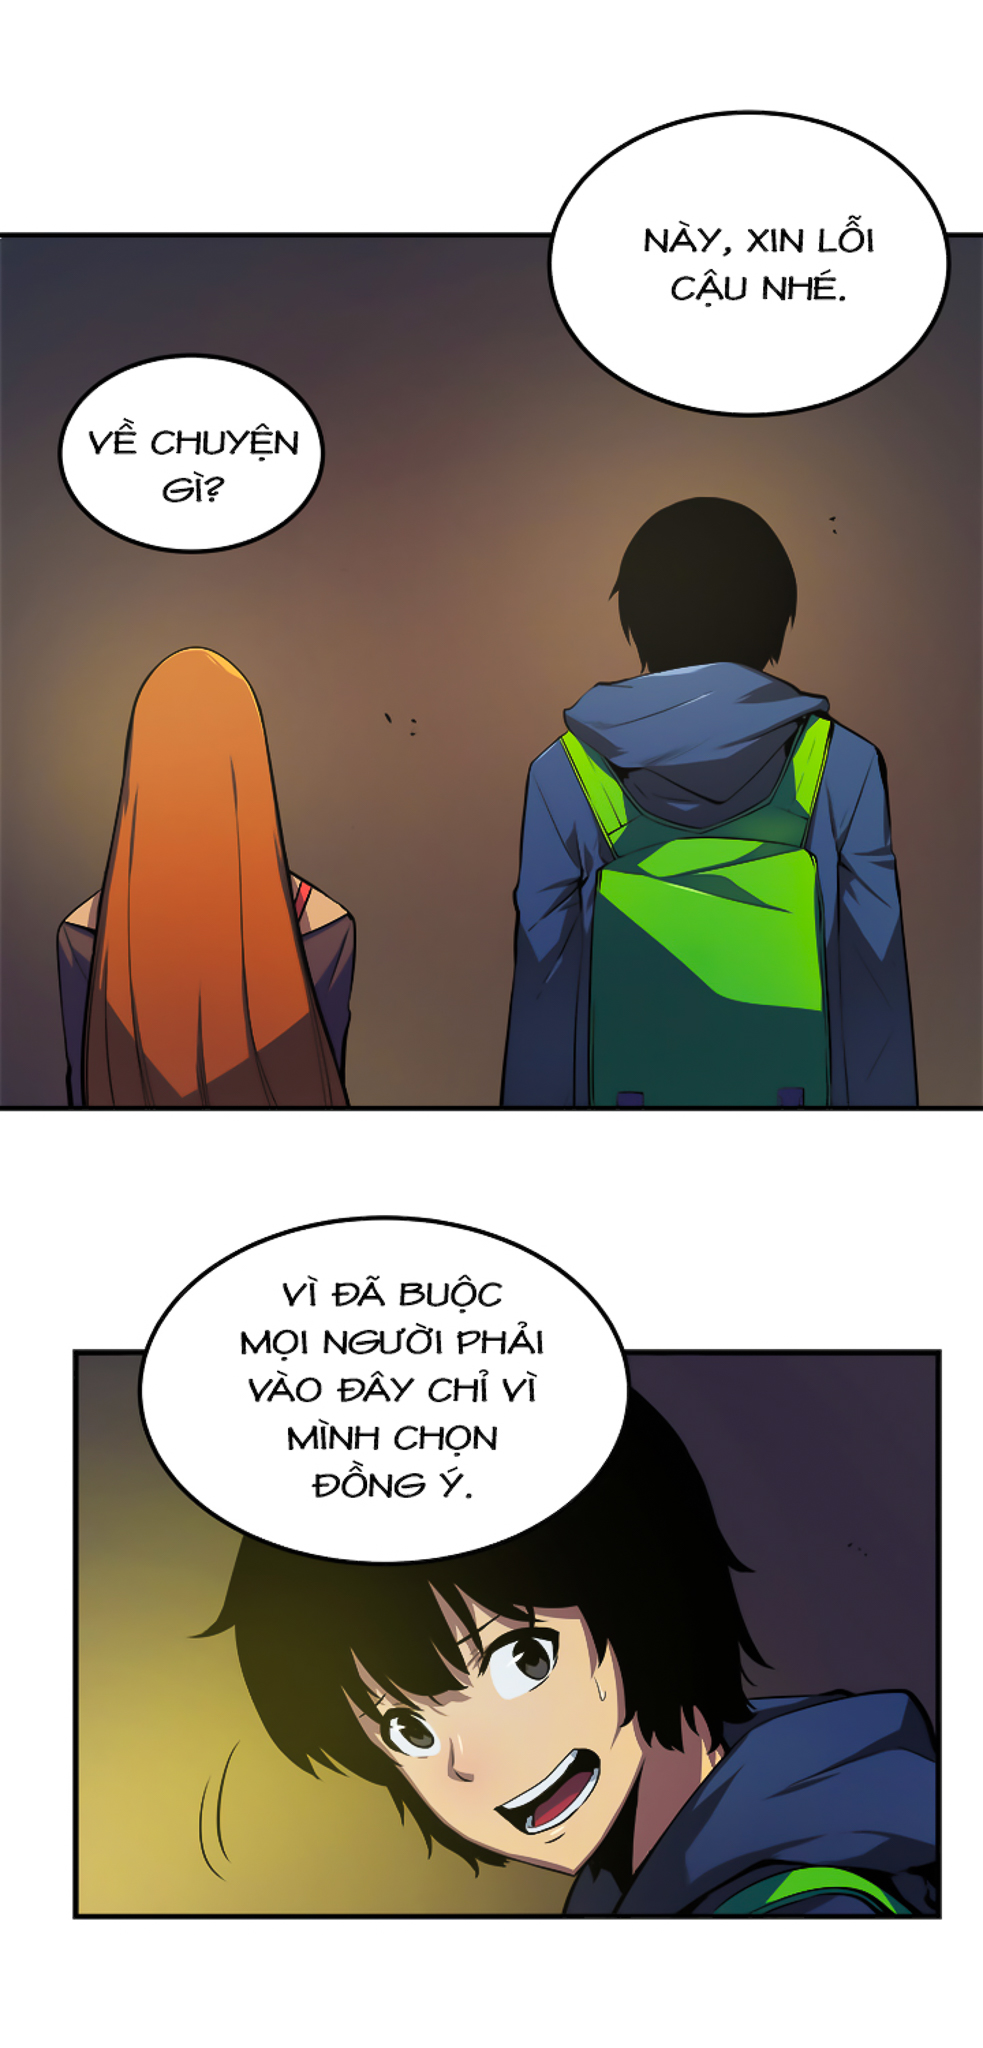 NÀY, XIN LỖI
CẬU NHÉ.
VỀ CHUYỆN
GÌ?
VÌ ĐÃ BUỘC
MỌI NGƯỜI PHẢI
VÀO ĐÂY CHỈ VÌ
MÌNH CHỌN
ĐỒNG Ý.